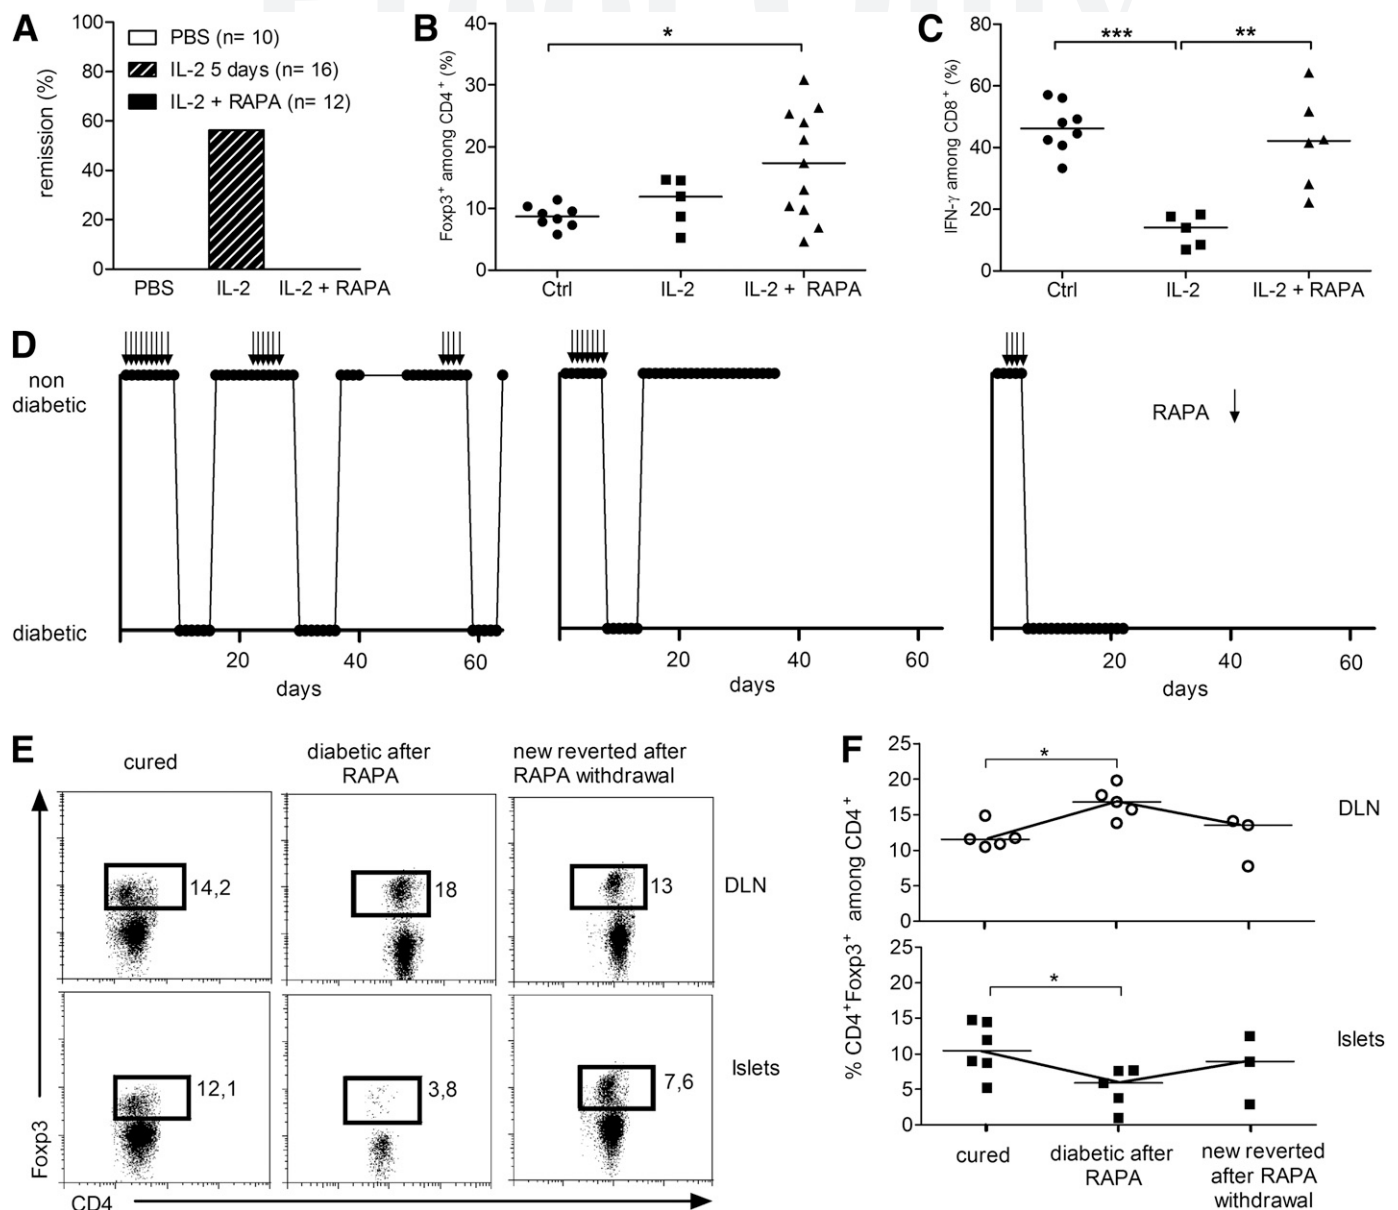 A
remission (%)
100
80
60
40
20
0
PBS (n= 10)
IL-2 5 days (n= 16)
IL-2 + RAPA (n= 12)
PBS IL-2 IL-2 + RAPA
B
Foxp3+ among CD4+ (%)
40
30
20
10
0
*
Ctrl IL-2 IL-2 + RAPA
C
IFN-γ among CD8+ (%)
80
60
40
20
0
*** **
Ctrl IL-2 IL-2 + RAPA
D
non
diabetic
diabetic
20 40 60
days
20 40 60
days
RAPA
20 40 60
days
E
cured
diabetic after
RAPA
new reverted after
RAPA withdrawal
14,2
18
13
DLN
12,1
3,8
7,6
Islets
Foxp3
CD4
F
% CD4+Foxp3+ among CD4+
25
20
15
10
5
0
*
DLN
25
20
15
10
5
0
*
Islets
cured
diabetic after
RAPA
new reverted
after RAPA
withdrawal